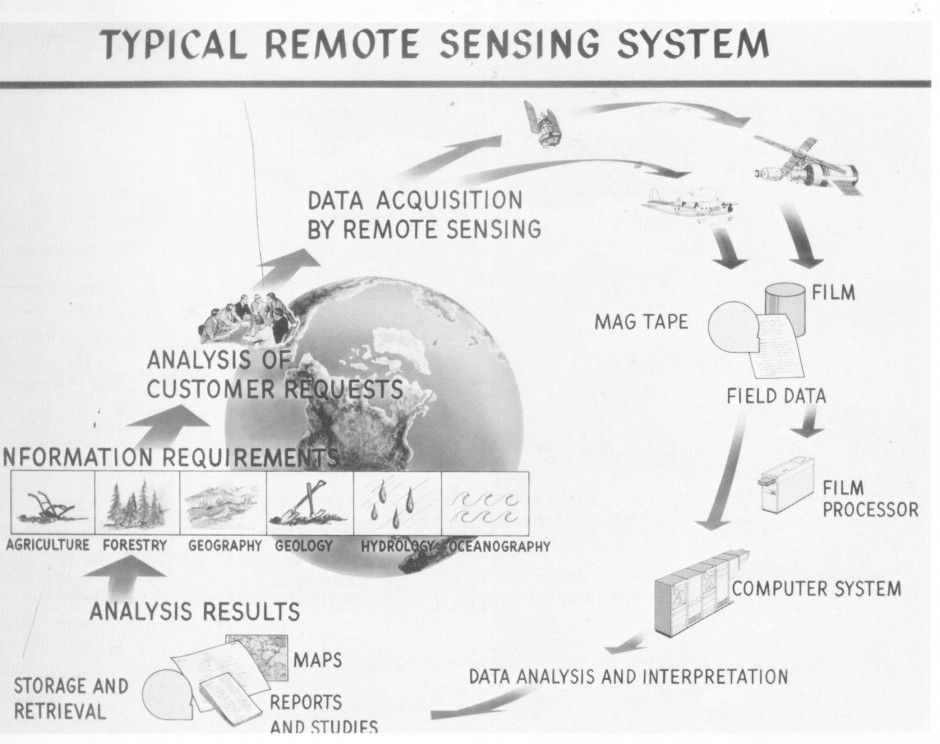 TYPICAL REMOTE SENSING SYSTEM
DATA ACQUISITION
BY REMOTE SENSING
FILM
MAG TAPE
FIELD DATA
FILM
PROCESSOR
COMPUTER SYSTEM
DATA ANALYSIS AND INTERPRETATION
ANALYSIS OF
CUSTOMER REQUESTS
NFORMATION REQUIREMENTS
AGRICULTURE FORESTRY GEOGRAPHY GEOLOGY HYDROLOGY OCEANOGRAPHY
ANALYSIS RESULTS
MAPS
STORAGE AND
RETRIEVAL
REPORTS
AND STUDIES